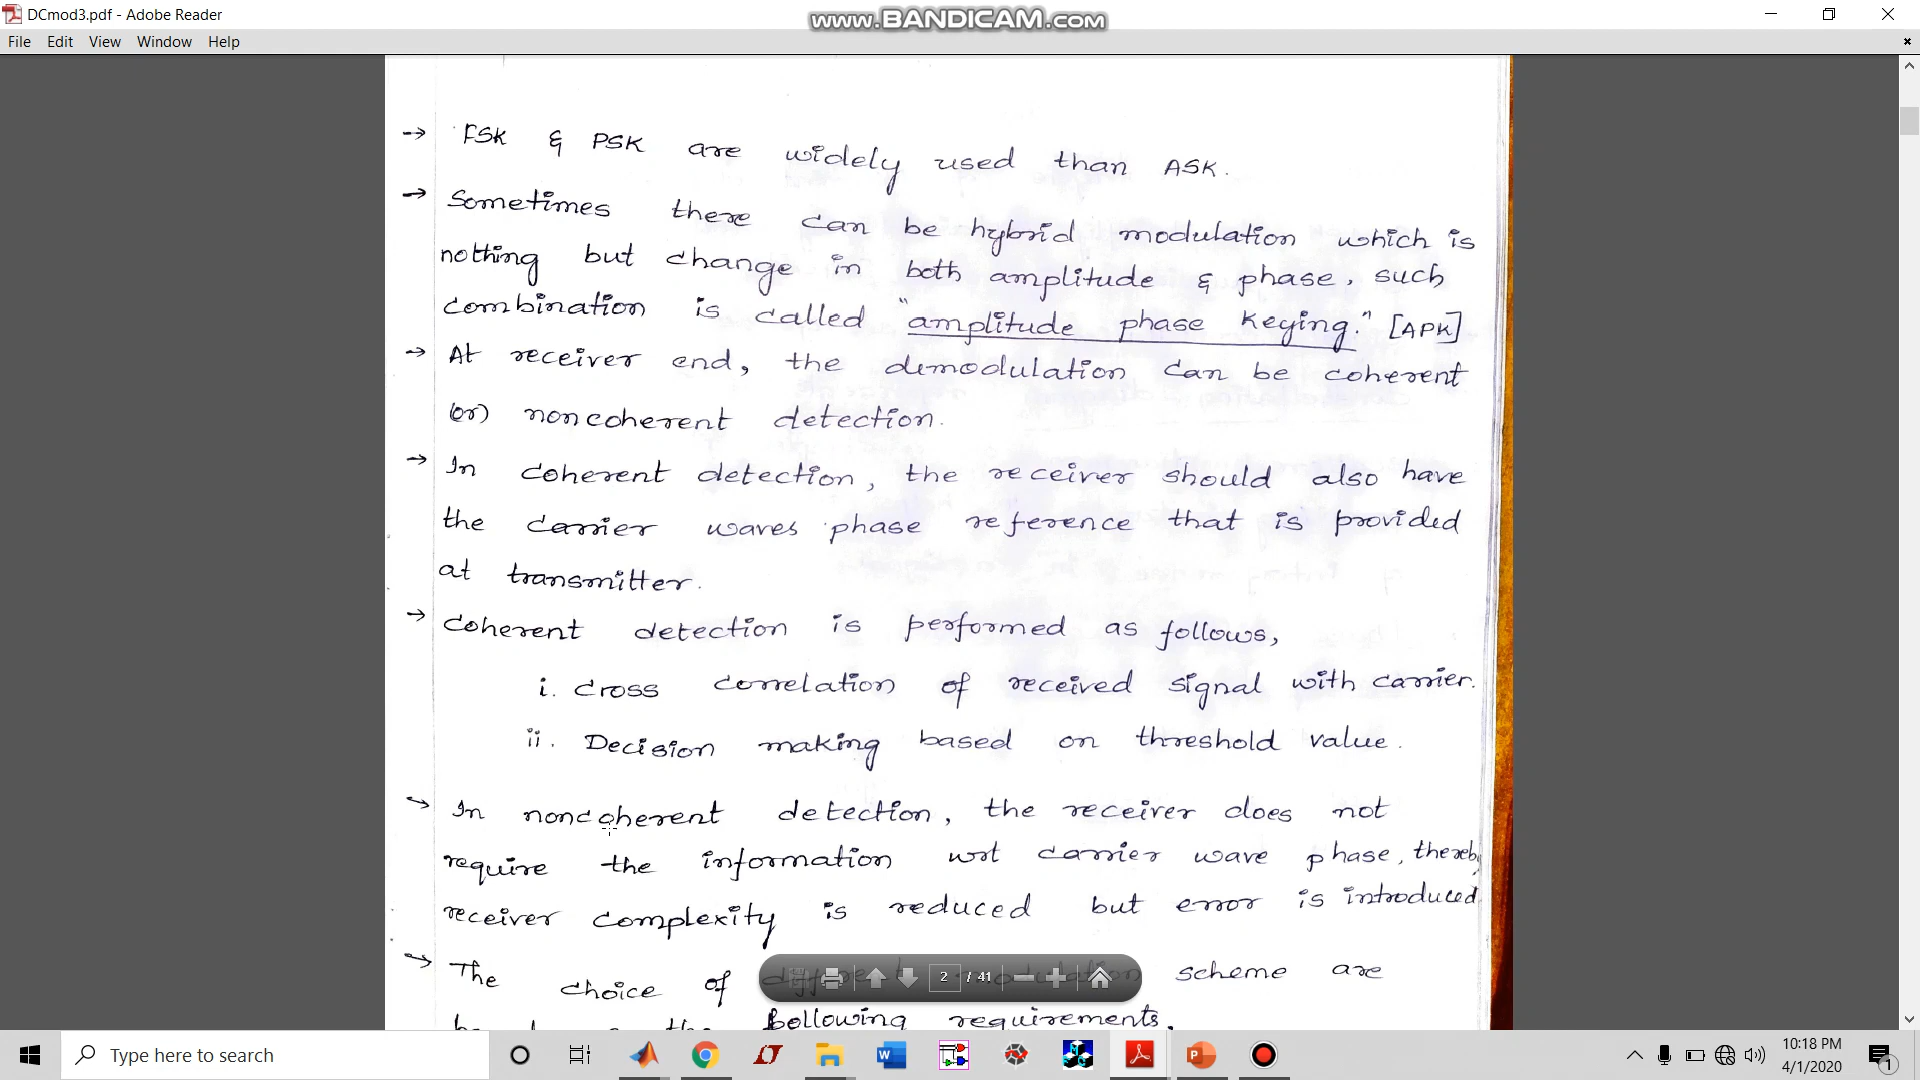 DCmod3.pdf - Adobe Reader
www.BANDICAM.com
File Edit View Window Help
→ FSK & PSK are widely used than ASK.
→ Sometimes there can be hybrid modulation which is
nothing but change in both amplitude & phase, such
combination is called "amplitude phase keying." [APK]
→ At receiver end, the demodulation can be coherent
(or) noncoherent detection.
→ In coherent detection, the receiver should also have
the carrier waves phase reference that is provided
at transmitter.
→ Coherent detection is performed as follows,
i. cross correlation of received signal with carrier.
ii. Decision making based on threshold value.
→ In noncoherent detection, the receiver does not
require the information wrt carrier wave phase, thereb
receiver complexity is reduced but error is introduced
→ The choice of scheme are
following requirements.
2 / 41
Type here to search
10:18 PM
4/1/2020
1